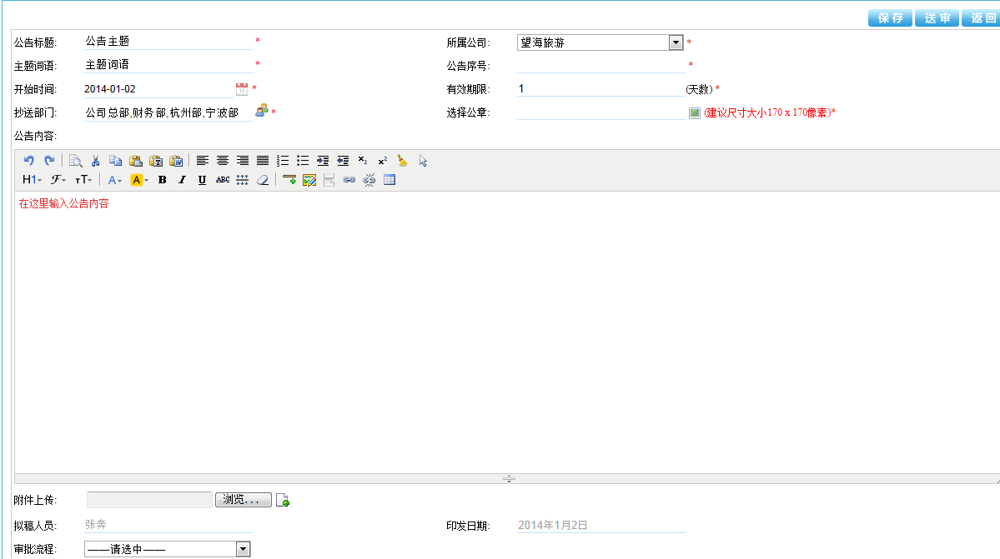 保存 送审 返回
公告标题: 公告主题 * 所属公司: 望海旅游 *
主题词语: 主题词语 * 公告序号: *
开始时间: 2014-01-02 * 有效期限: 1 (天数) *
抄送部门: 公司总部,财务部,杭州部,宁波部 * 选择公章: (建议尺寸大小170 x 170像素)*
公告内容:
H1 F TT A A B I U ABC
在这里输入公告内容
附件上传: 浏览...
拟稿人员: 张奔 印发日期: 2014年1月2日
审批流程: ——请选中——